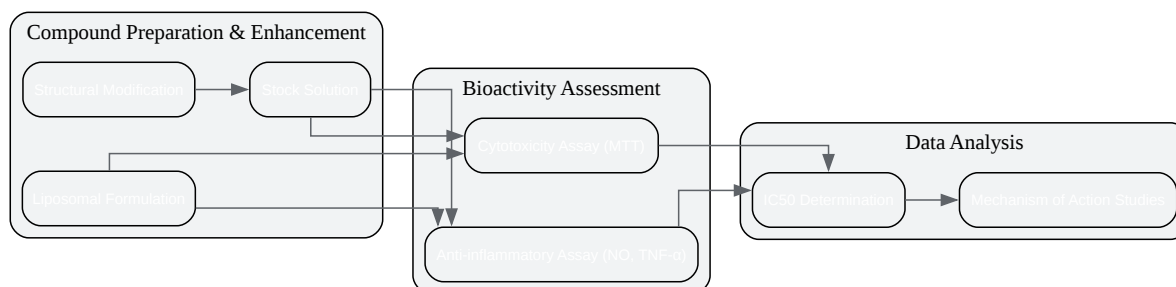 Compound Preparation & Enhancement
Structural Modification
Stock Solution
Liposomal Formulation
Bioactivity Assessment
Cytotoxicity Assay (MTT)
Anti-inflammatory Assay (NO, TNF-α)
Data Analysis
IC50 Determination
Mechanism of Action Studies